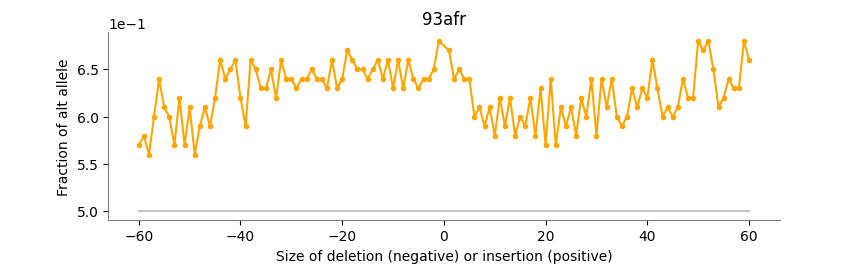 93afr
1e−1
6.5
6.0
5.5
5.0
Fraction of alt allele
−60 −40 −20 0 20 40 60
Size of deletion (negative) or insertion (positive)